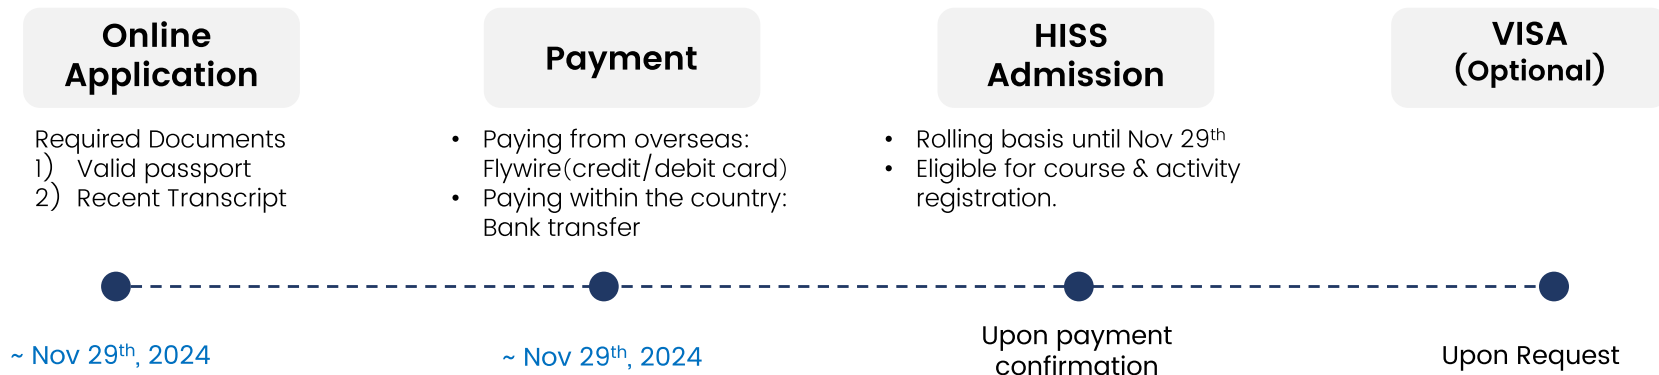 Online
Application
Payment
HISS
Admission
VISA
(Optional)
Required Documents
1) Valid passport
2) Recent Transcript
• Paying from overseas:
Flywire(credit/debit card)
• Paying within the country:
Bank transfer
• Rolling basis until Nov 29th
• Eligible for course & activity
registration.
~ Nov 29th, 2024
~ Nov 29th, 2024
Upon payment
confirmation
Upon Request